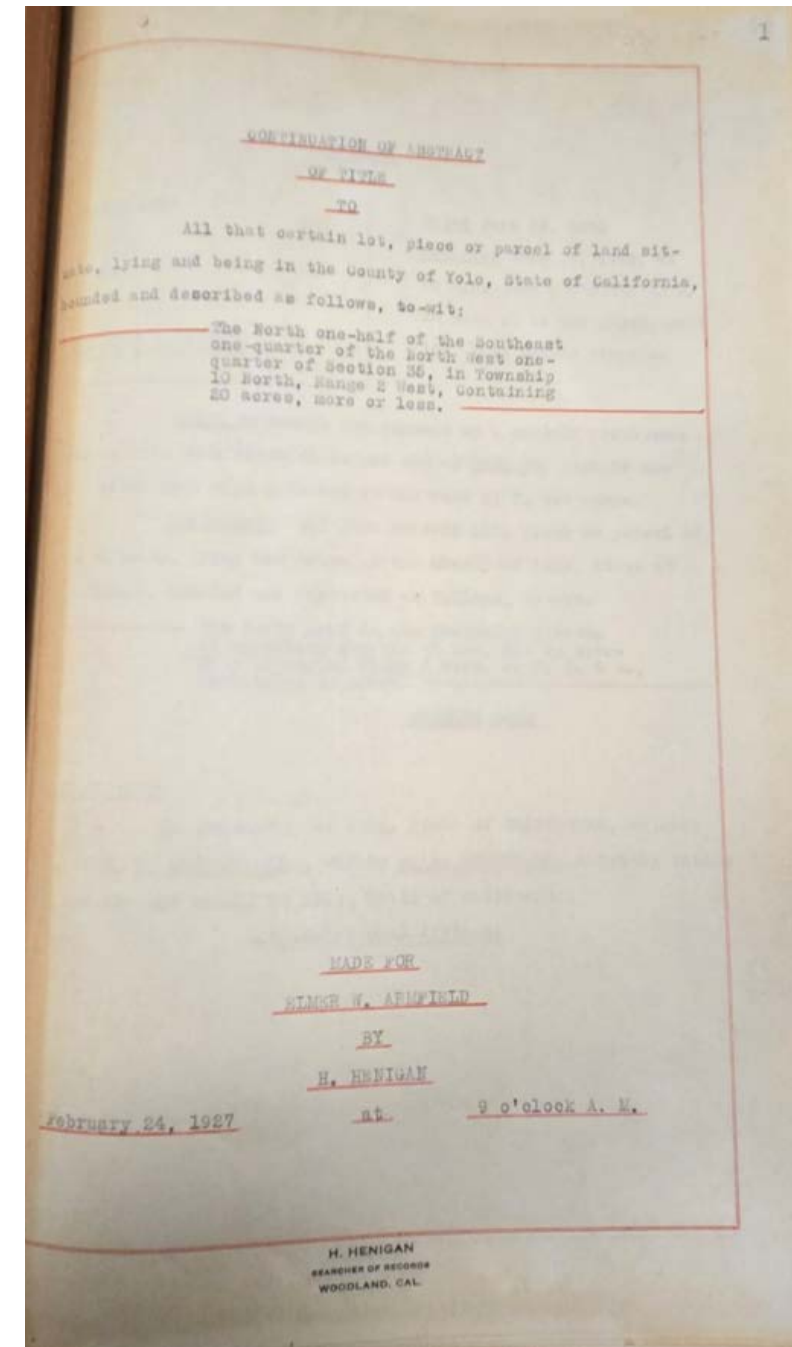 1
CONTINUATION OF ABSTRACT
OF TITLE
TO
All that certain lot, piece or parcel of land sit-
uate, lying and being in the County of Yolo, State of California,
bounded and described as follows, to-wit:
The North one-half of the Southeast
one-quarter of the North West one-
quarter of Section 35, in Township
10 North, Range 2 West, Containing
20 acres, more or less.
MADE FOR
ELMER W. ARMFIELD
BY
H. HENIGAN
February 24, 1927 at 9 o'clock A. M.
H. HENIGAN
SEARCHER OF RECORDS
WOODLAND, CAL.